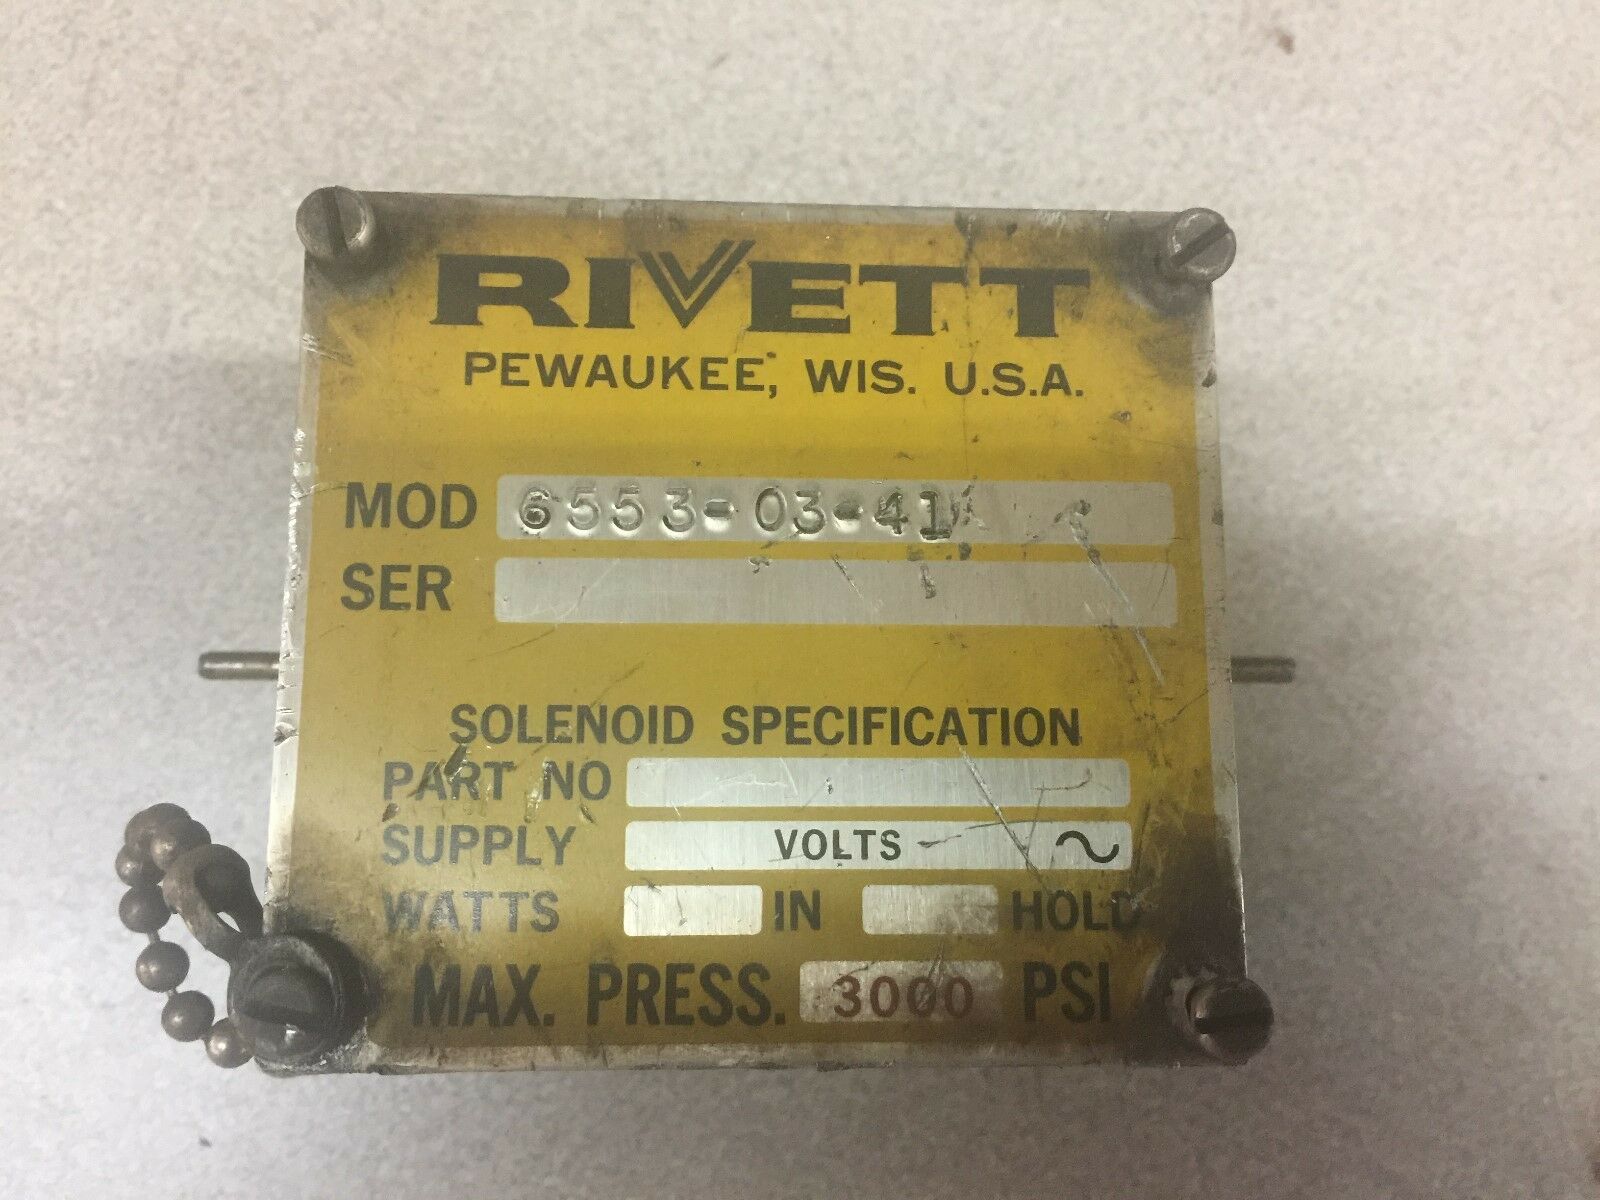 RIVETT
PEWAUKEE, WIS. U.S.A.
MOD 6553-03-41
SER
SOLENOID SPECIFICATION
PART NO
SUPPLY VOLTS ~
WATTS IN HOLD
MAX. PRESS. 3000 PSI